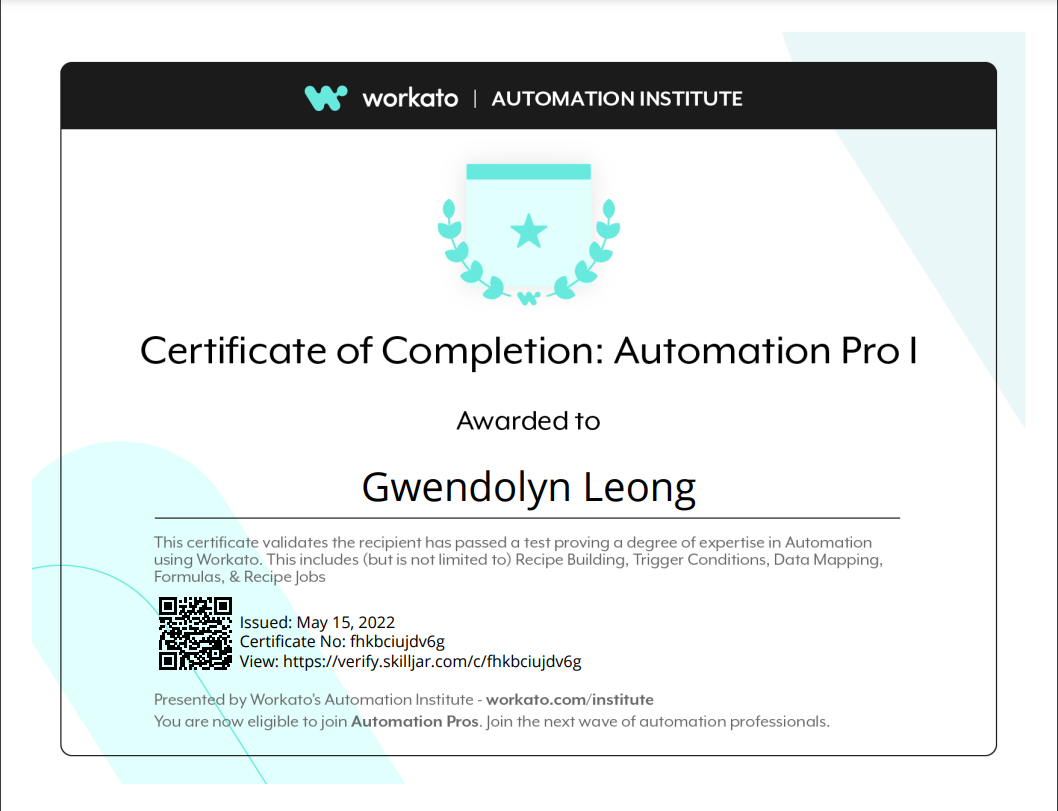 workato | AUTOMATION INSTITUTE
Certificate of Completion: Automation Pro I
Awarded to
Gwendolyn Leong
This certificate validates the recipient has passed a test proving a degree of expertise in Automation
using Workato. This includes (but is not limited to) Recipe Building, Trigger Conditions, Data Mapping,
Formulas, & Recipe Jobs
Issued: May 15, 2022
Certificate No: fhkbciujdv6g
View: https://verify.skilljar.com/c/fhkbciujdv6g
Presented by Workato's Automation Institute - workato.com/institute
You are now eligible to join Automation Pros. Join the next wave of automation professionals.